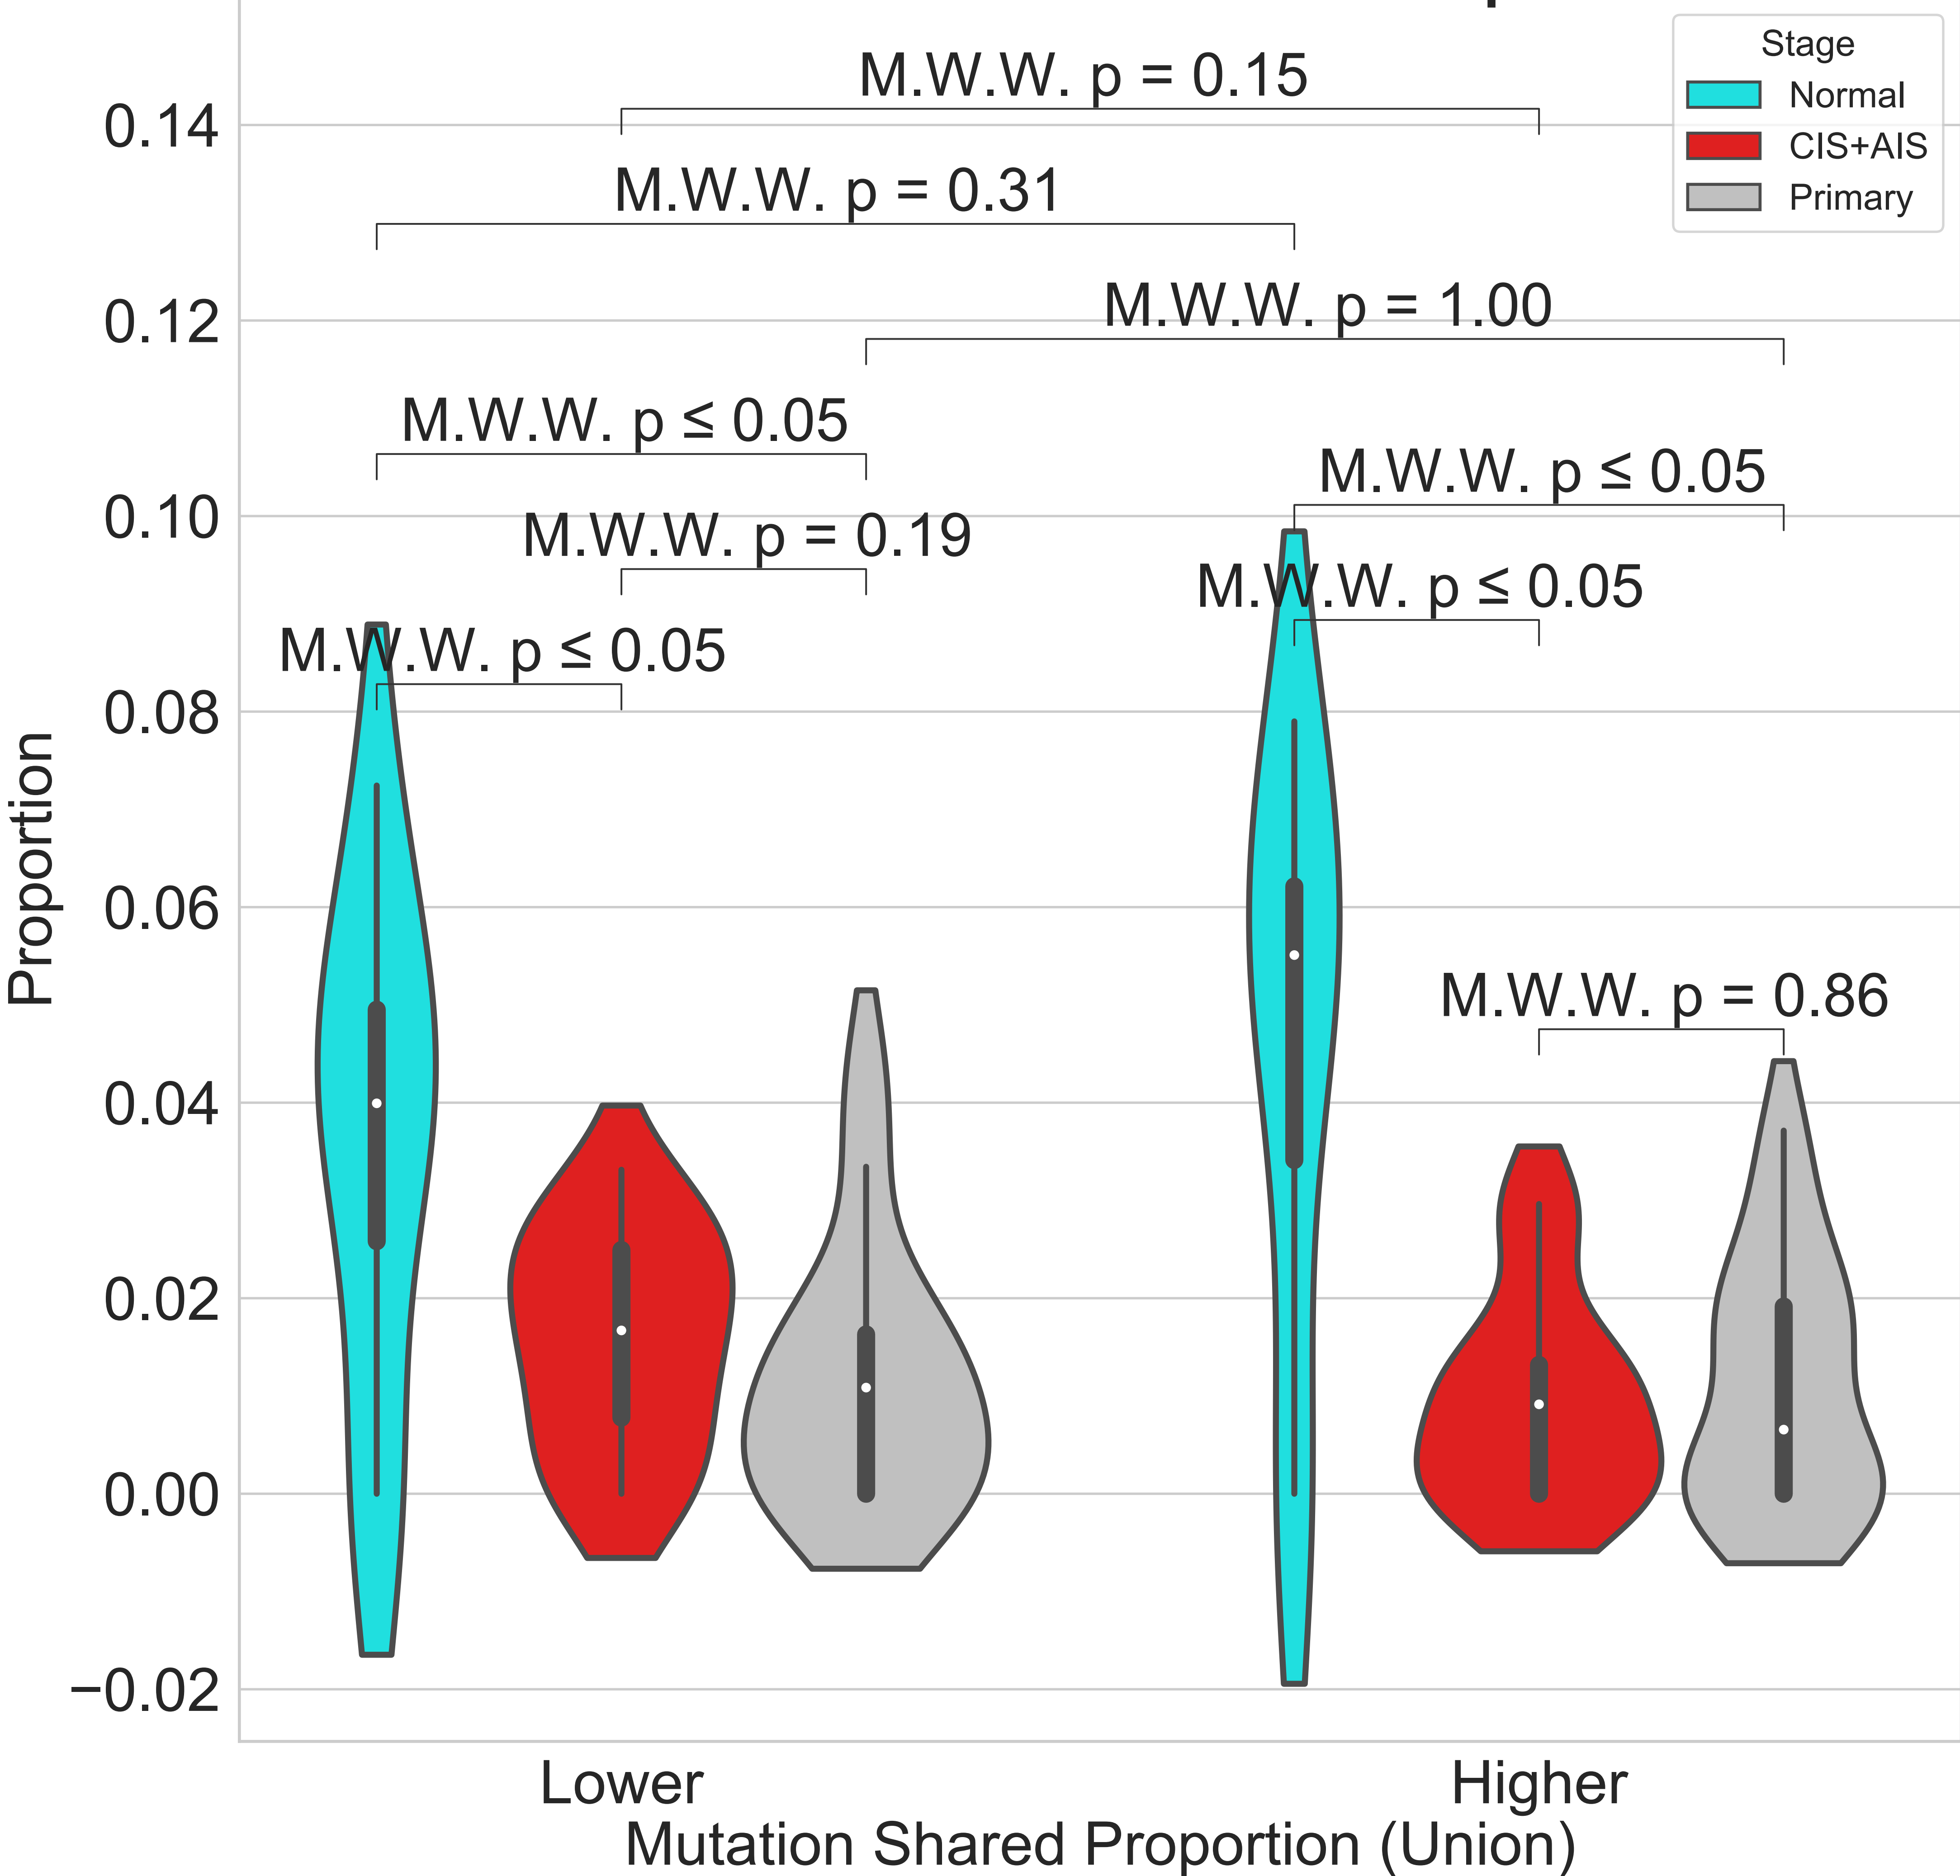 Stage
Normal
CIS+AIS
Primary
M.W.W. p = 0.15
0.14
M.W.W. p = 0.31
M.W.W. p = 1.00
0.12
M.W.W. p ≤ 0.05
M.W.W. p ≤ 0.05
0.10
M.W.W. p = 0.19
M.W.W. p ≤ 0.05
M.W.W. p ≤ 0.05
0.08
0.06
M.W.W. p = 0.86
0.04
0.02
0.00
−0.02
Proportion
Lower
Higher
Mutation Shared Proportion (Union)